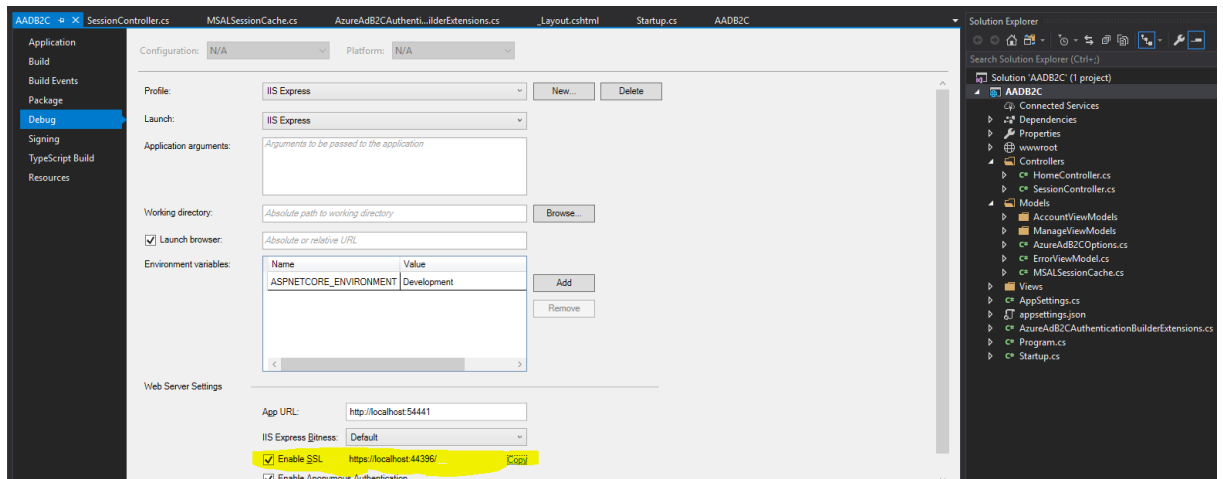 AADB2C SessionController.cs MSALSessionCache.cs AzureAdB2CAuthenti...ilderExtensions.cs _Layout.cshtml Startup.cs AADB2C
Application
Build
Build Events
Package
Debug
Signing
TypeScript Build
Resources
Configuration: N/A Platform: N/A
Profile: IIS Express New... Delete
Launch: IIS Express
Application arguments: Arguments to be passed to the application
Working directory: Absolute path to working directory Browse...
Launch browser: Absolute or relative URL
Environment variables: Name Value
ASPNETCORE_ENVIRONMENT Development Add
Remove
Web Server Settings
App URL: http://localhost:54441
IIS Express Bitness: Default
Enable SSL https://localhost:44396/ Copy
Enable Anonymous Authentication
Solution Explorer
Search Solution Explorer (Ctrl+;)
Solution 'AADB2C' (1 project)
AADB2C
Connected Services
Dependencies
Properties
wwwroot
Controllers
C# HomeController.cs
C# SessionController.cs
Models
AccountViewModels
ManageViewModels
C# AzureAdB2COptions.cs
C# ErrorViewModel.cs
C# MSALSessionCache.cs
Views
C# AppSettings.cs
appsettings.json
C# AzureAdB2CAuthenticationBuilderExtensions.cs
C# Program.cs
C# Startup.cs